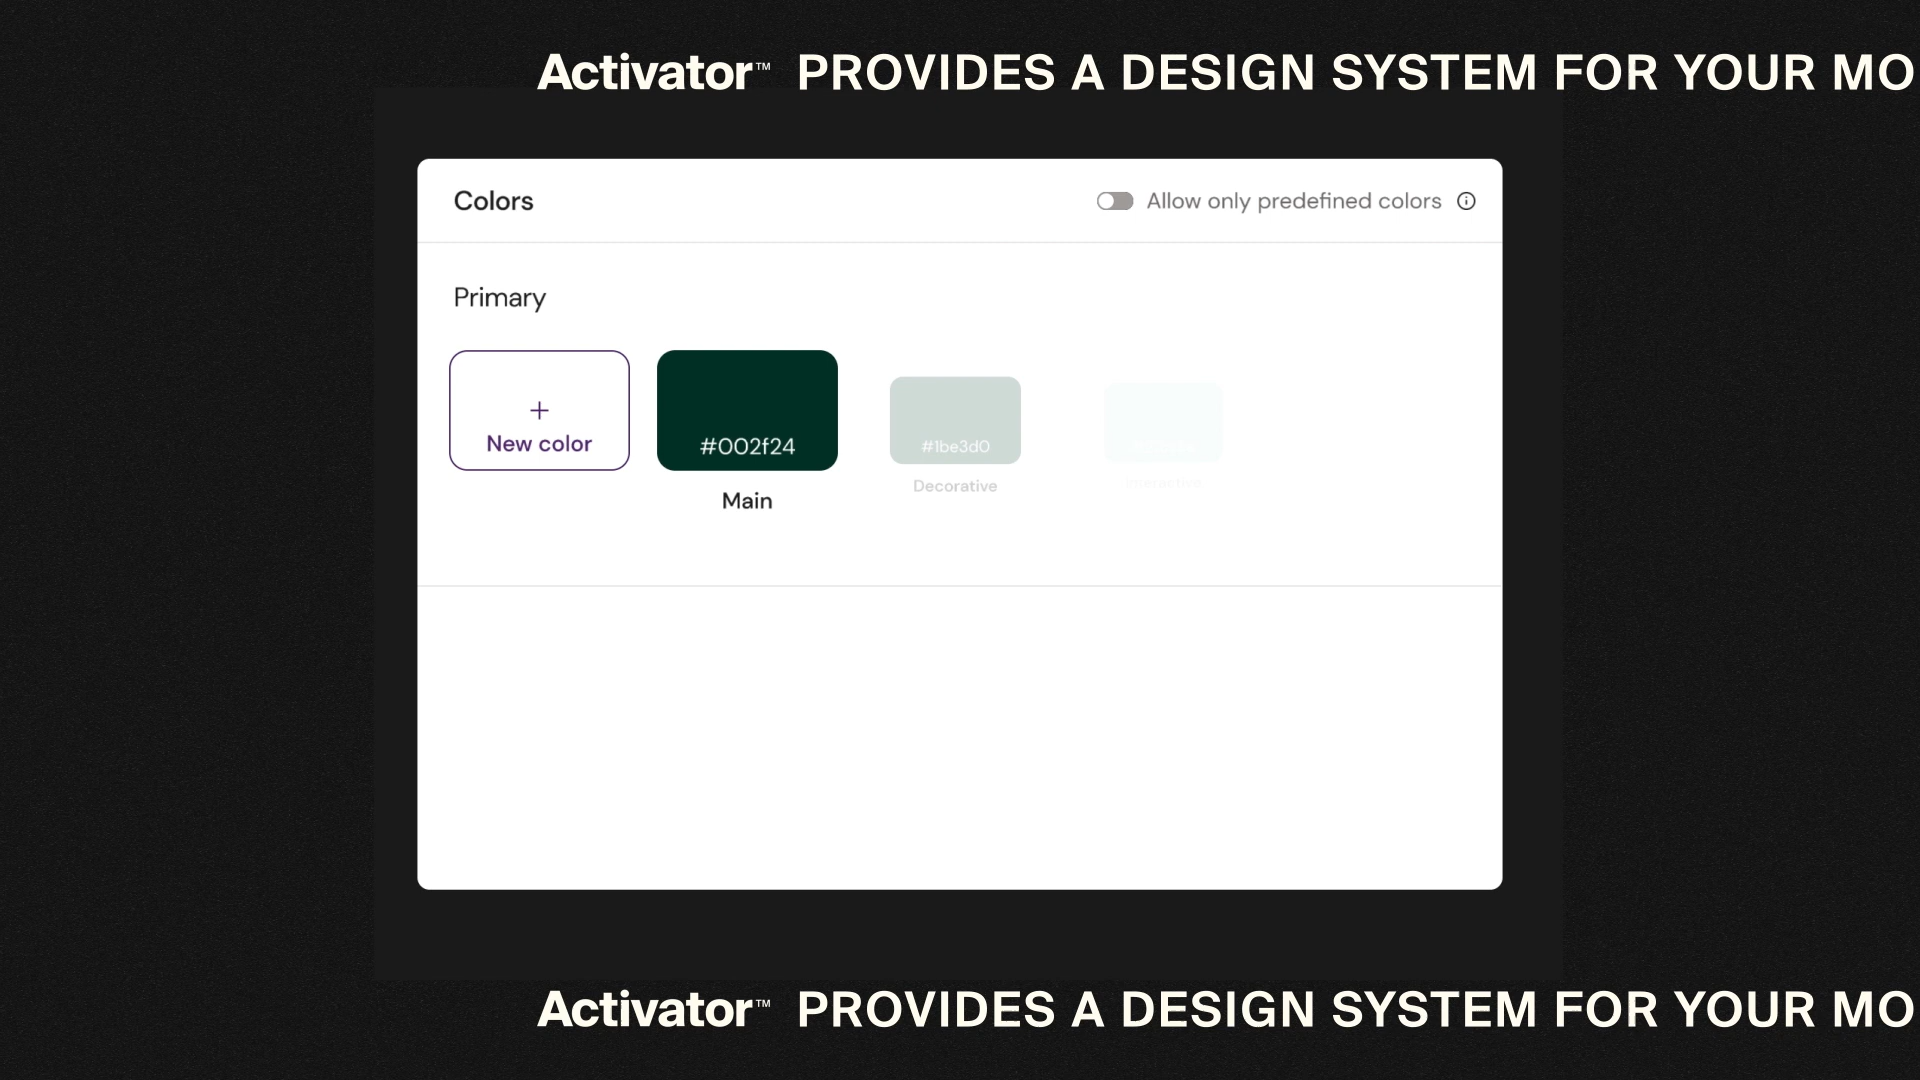 Activator™ PROVIDES A DESIGN SYSTEM FOR YOUR MO
Colors
Allow only predefined colors
Primary
+
New color
#002f24
#1be3d0
Main
Decorative
Interactive
Activator™ PROVIDES A DESIGN SYSTEM FOR YOUR MO